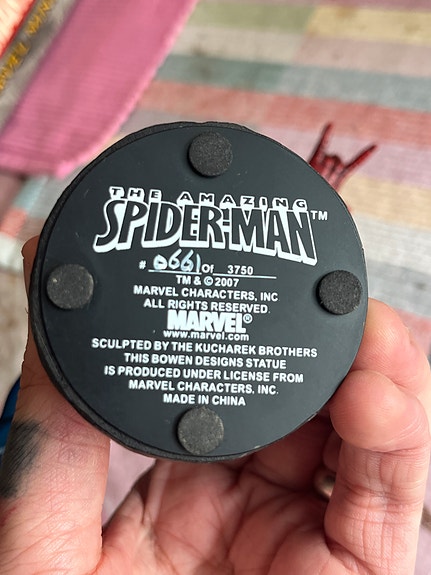 THE AMAZING
SPIDER-MAN™
# 0661 OF 3750
TM & © 2007
MARVEL CHARACTERS, INC
ALL RIGHTS RESERVED.
MARVEL®
www.marvel.com
SCULPTED BY THE KUCHAREK BROTHERS
THIS BOWEN DESIGNS STATUE
IS PRODUCED UNDER LICENSE FROM
MARVEL CHARACTERS, INC.
MADE IN CHINA